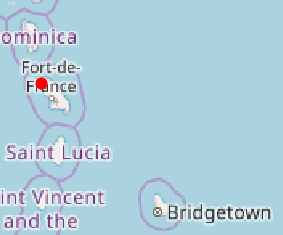 ominica
Fort-de-
France
Saint Lucia
int Vincent
and the
Bridgetown